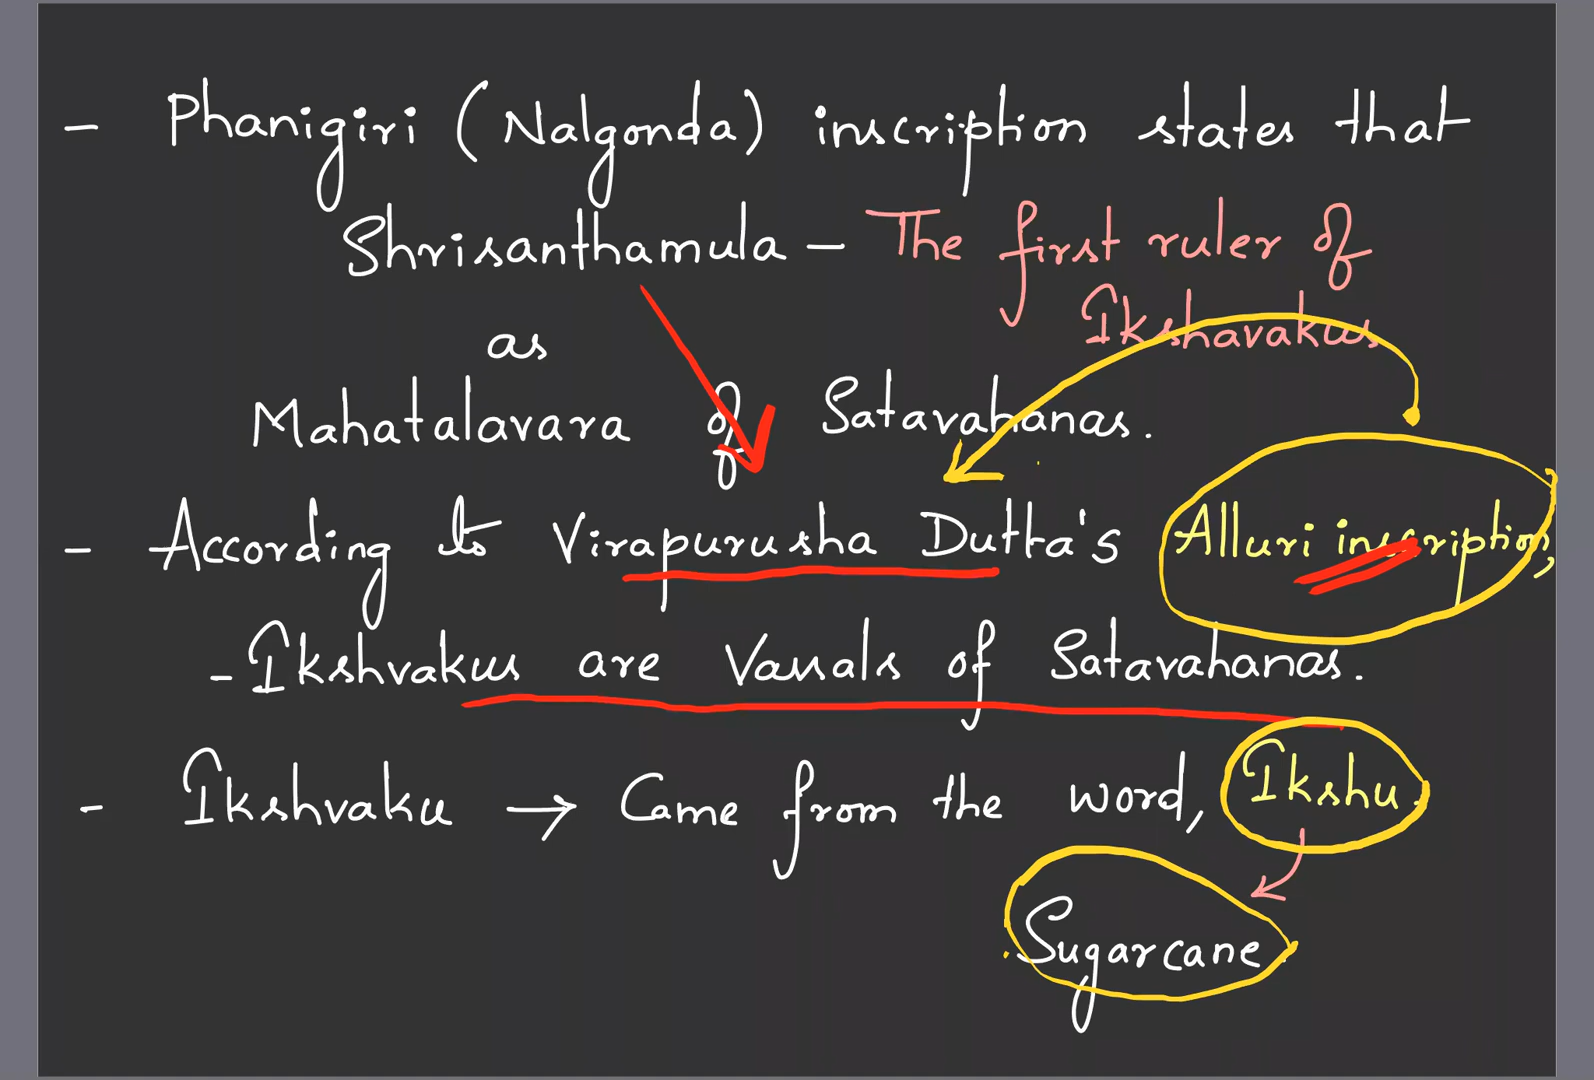 - Phanigiri (Nalgonda) inscription states that
Shrisanthamula - The first ruler of
Ikshavakus
as
Mahatalavara of Satavahanas.
- According to Virapurusha Dutta's Alluri inscription,
- Ikshvakus are Vassals of Satavahanas.
- Ikshvaku → Came from the word, Ikshu.
Sugarcane